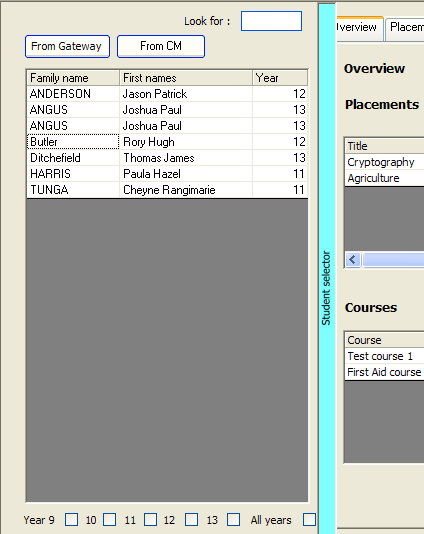 Look for :
From Gateway From CM
Family name First names Year
ANDERSON Jason Patrick 12
ANGUS Joshua Paul 13
ANGUS Joshua Paul 13
Butler Rory Hugh 12
Ditchefield Thomas James 13
HARRIS Paula Hazel 11
TUNGA Cheyne Rangimarie 11
Year 9 10 11 12 13 All years
Student selector
Overview Placem
Overview
Placements
Title
Cryptography
Agriculture
Courses
Course
Test course 1
First Aid course